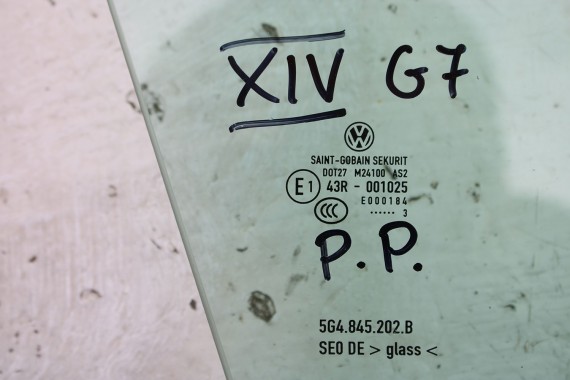 XIV G7
VW
SAINT-GOBAIN SEKURIT
DOT27 M24100 AS2
E1 43R - 001025
E000184
CCC ...... 3
P.P.
5G4.845.202.B
SEO DE > glass <